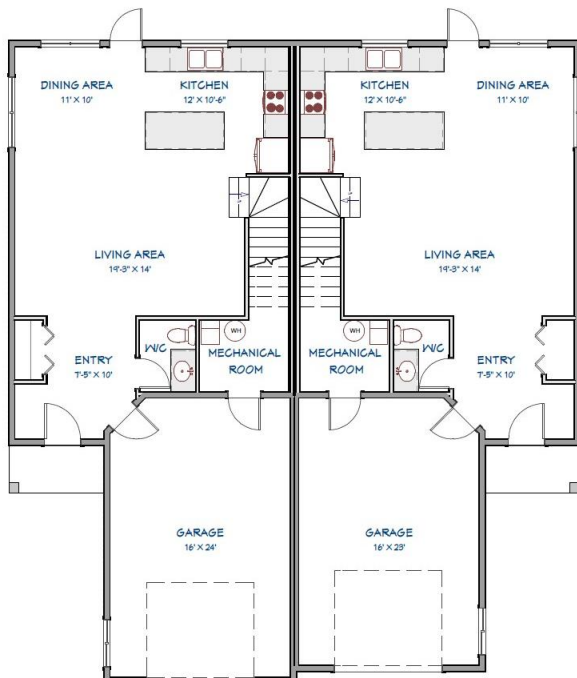 DINING AREA
11' X 10'
KITCHEN
12' X 10'-6"
KITCHEN
12' X 10'-6"
DINING AREA
11' X 10'
LIVING AREA
19'-3" X 14'
LIVING AREA
19'-3" X 14'
WH
WH
W/C
MECHANICAL
ROOM
MECHANICAL
ROOM
W/C
ENTRY
7'-5" X 10'
ENTRY
7'-5" X 10'
GARAGE
16' X 24'
GARAGE
16' X 23'